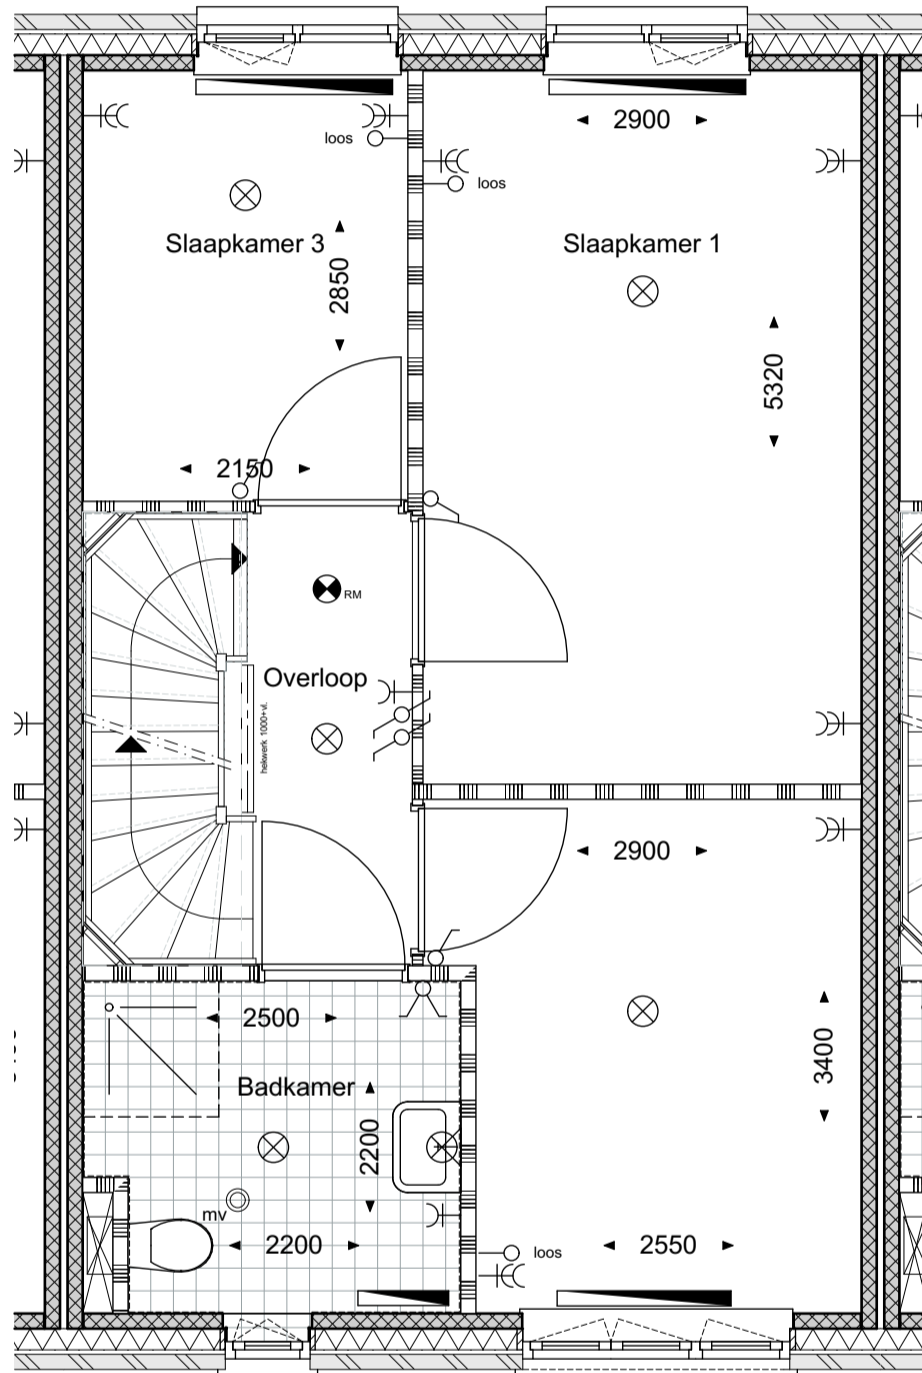 2900
loos
loos
Slaapkamer 3
Slaapkamer 1
2850
5320
2150
RM
Overloop
hekwerk 1000+vl.
2900
2500
3400
Badkamer
2200
mv
2200
loos
2550